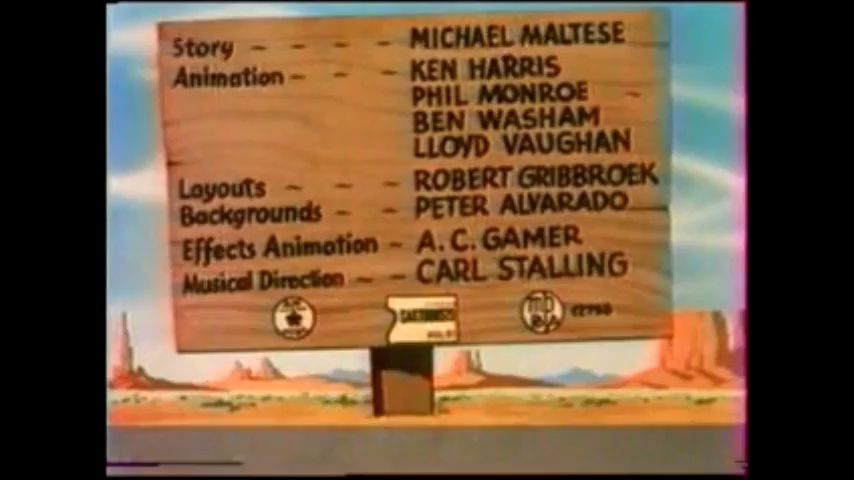 Story ~ ~ ~ ~ ~ MICHAEL MALTESE
Animation ~ ~ ~ ~ KEN HARRIS
PHIL MONROE
BEN WASHAM
LLOYD VAUGHAN
Layouts ~ ~ ~ ROBERT GRIBBROEK
Backgrounds ~ ~ ~ PETER ALVARADO
Effects Animation ~ A.C. GAMER
Musical Direction ~ ~ CARL STALLING